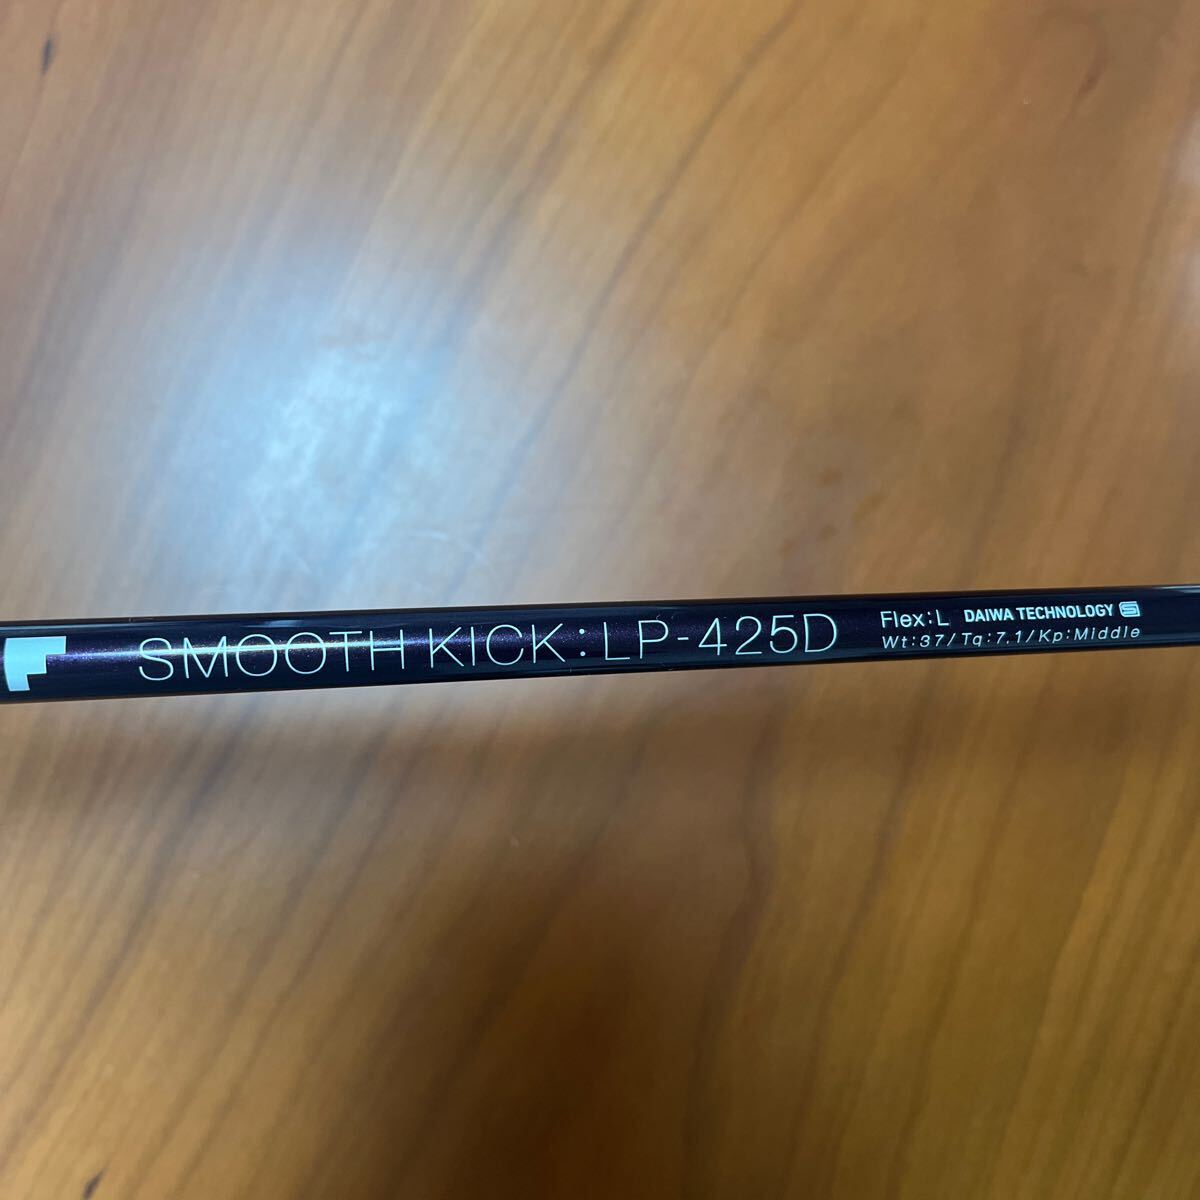 SMOOTH KICK:LP-425D
Flex:L DAIWA TECHNOLOGY S
Wt:37/Tq:7.1/Kp:Middle